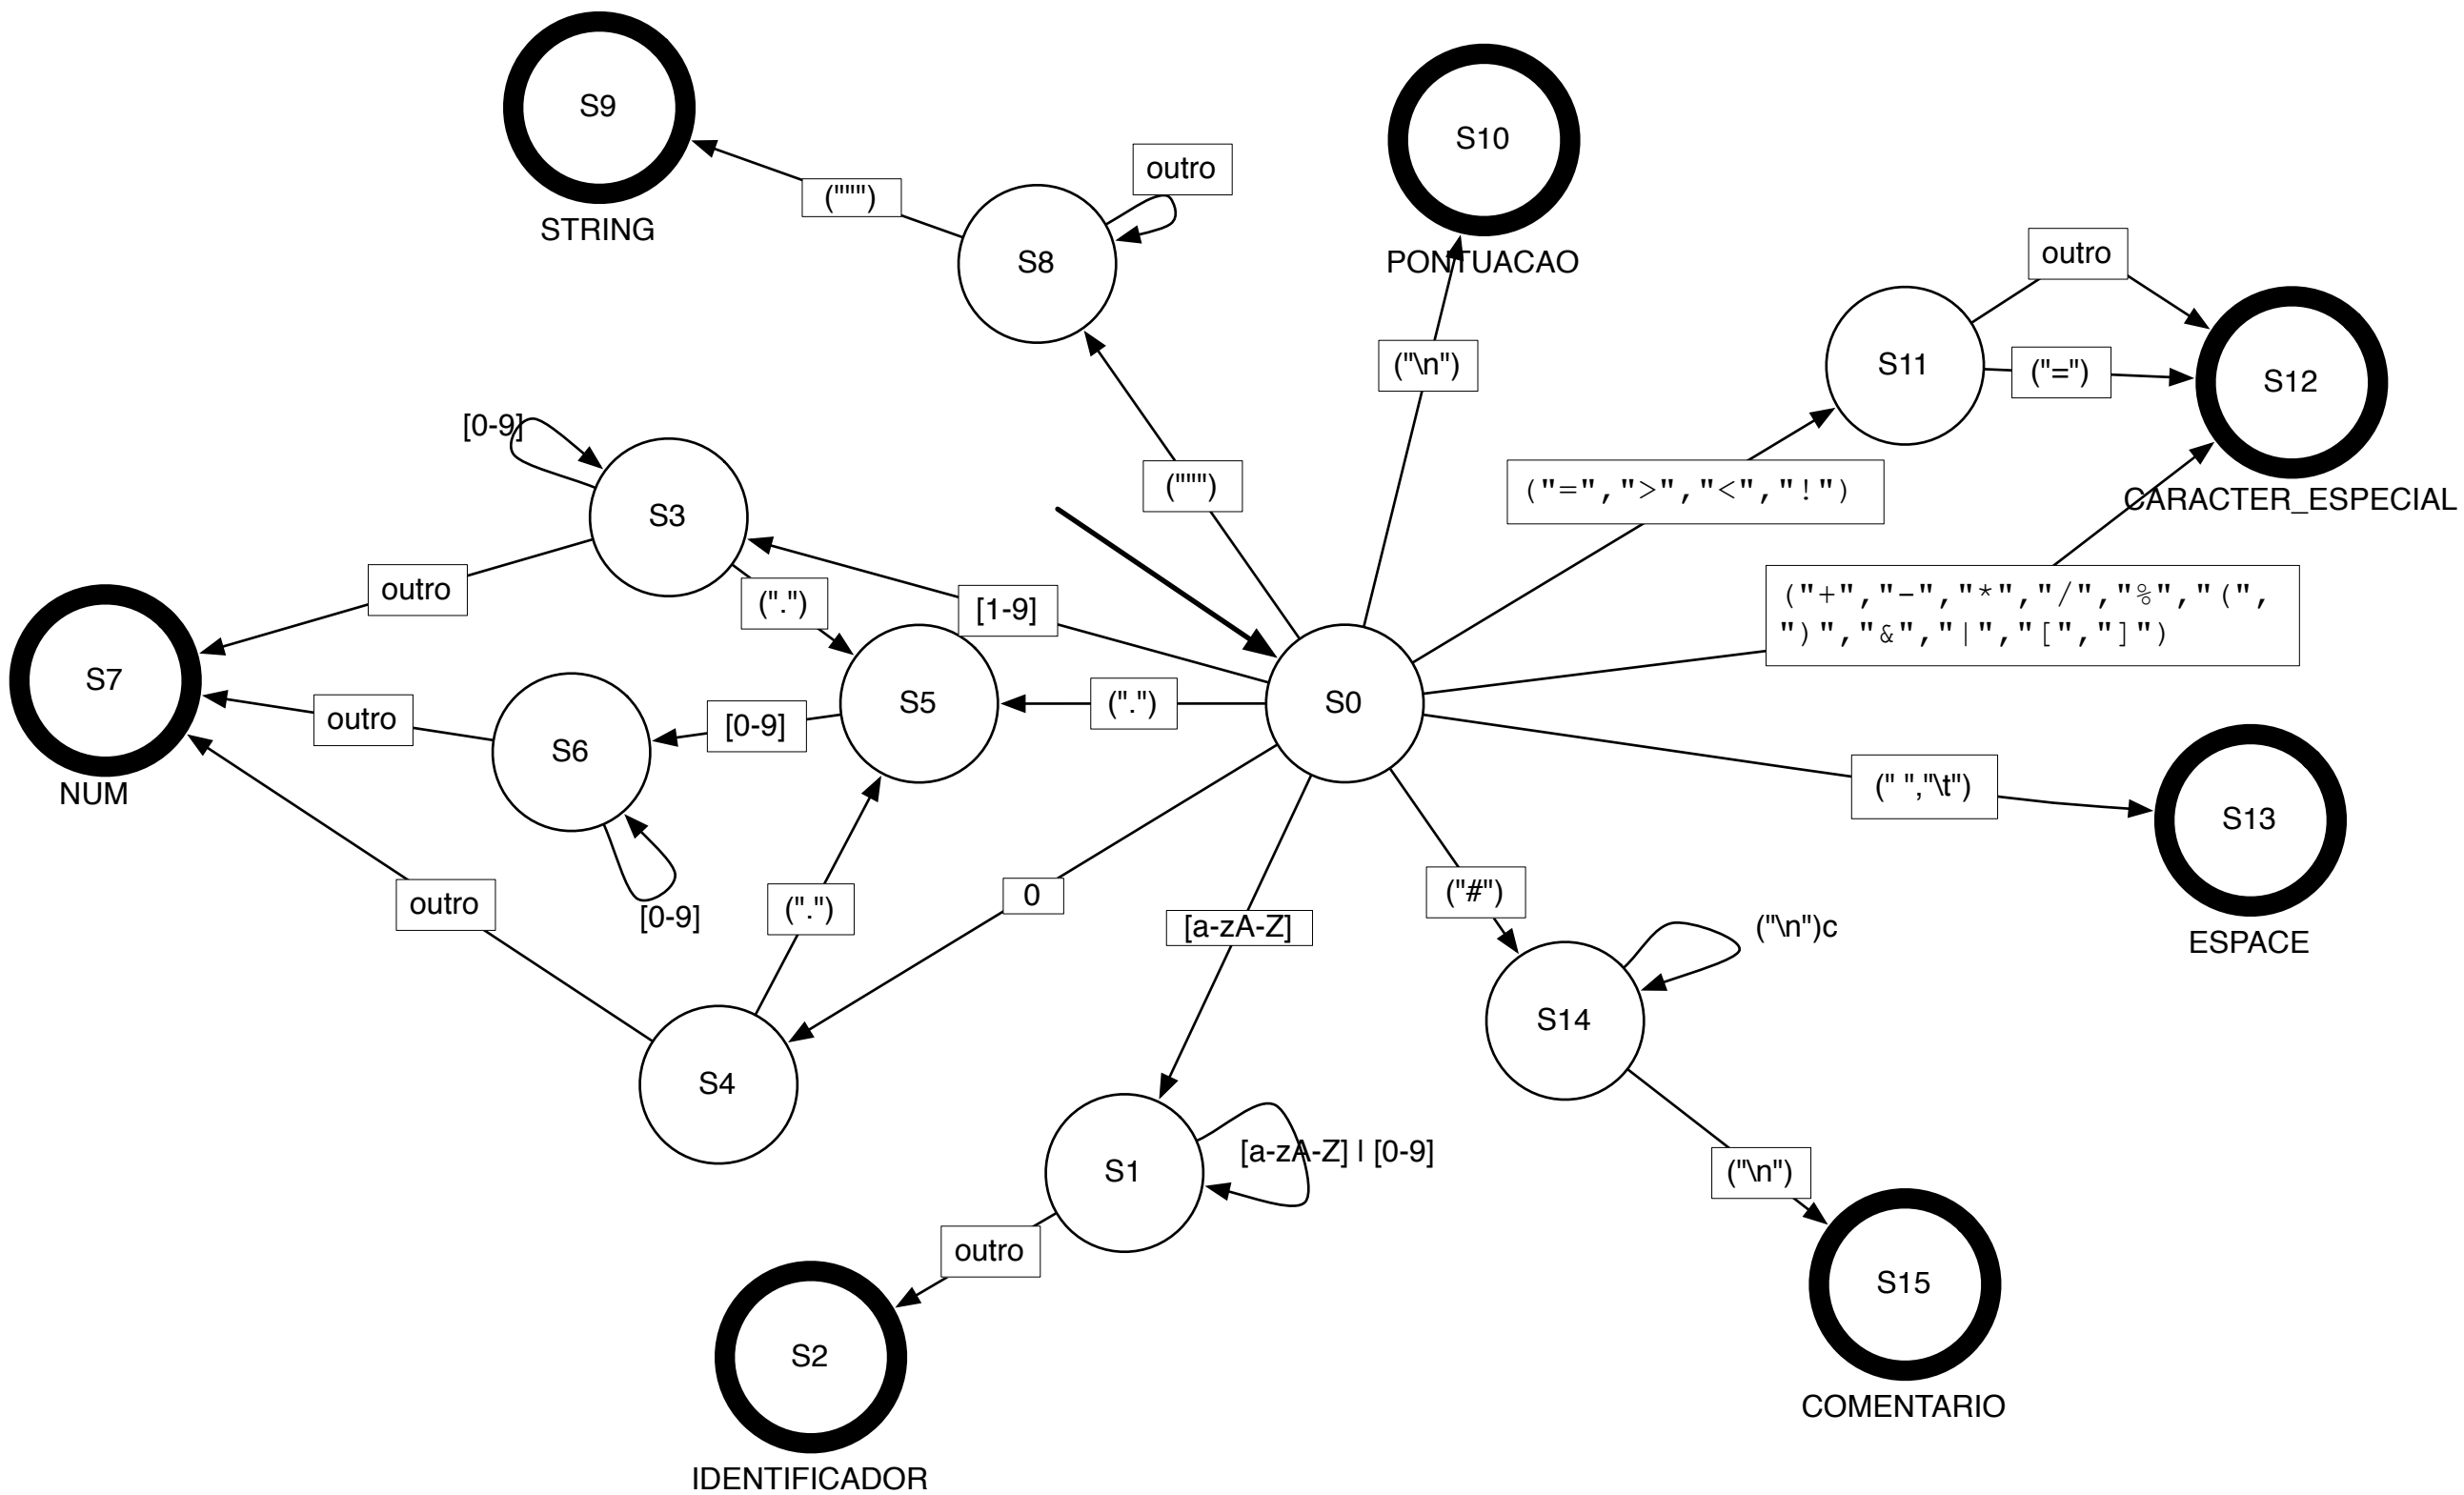 S9
STRING
(""")
S8
outro
S10
PONTUACAO
("\n")
outro
S11
("=")
S12
CARACTER_ESPECIAL
("=",">","<","!")
("+","-","*","/","%","(",
")","&","|","[","]")
(""")
[0-9]
S3
outro
(".")
[1-9]
S7
NUM
outro
S6
[0-9]
[0-9]
S5
(".")
S0
(" ","\t")
S13
ESPACE
outro
(".")
0
[a-zA-Z]
("#")
("\n")c
S14
S4
S1
[a-zA-Z] | [0-9]
("\n")
outro
S15
COMENTARIO
S2
IDENTIFICADOR